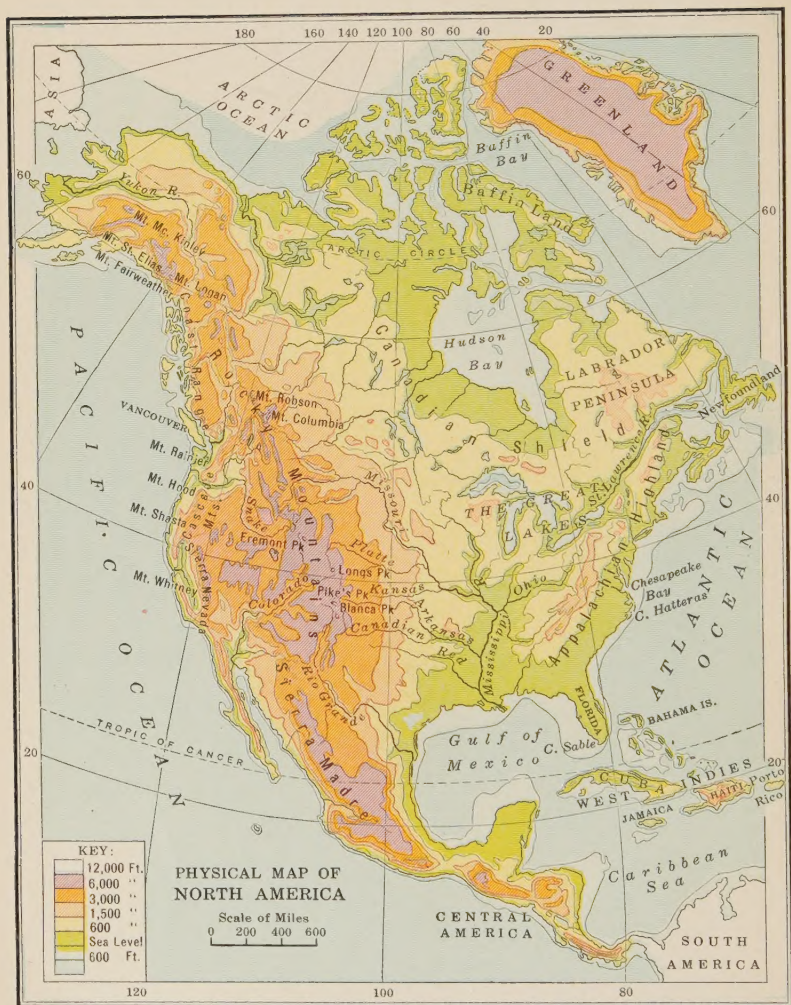 180 160 140 120 100 80 60 40 20
ASIA
ARCTIC
OCEAN
GREENLAND
Baffin
Bay
Baffin Land
60
60
Yukon R.
Mt. Mc. Kinley
Mt. St. Elias
Mt. Logan
Mt. Fairweather
ARCTIC CIRCLE
Coast Range
Rocky Mountains
Canadian Shield
Hudson
Bay
LABRADOR
PENINSULA
Newfoundland
Mt. Robson
Mt. Columbia
VANCOUVER
Mt. Rainier
Mt. Hood
Mt. Shasta
Mt. Whitney
Cascade
Mts.
Sierra Nevada
Snake
Fremont Pk.
Missouri
Platte
Longs Pk.
Pike's Pk.
Blanca Pk.
Kansas
Arkansas
Canadian
Red
Colorado
Rio Grande
Mississippi
Ohio
THE GREAT
LAKES
St. Lawrence R.
Appalachian Highland
Chesapeake
Bay
C. Hatteras
40
40
PACIFIC OCEAN
ATLANTIC
OCEAN
Sierra Madre
TROPIC OF CANCER
Gulf of
Mexico
C. Sable
FLORIDA
BAHAMA IS.
20
20
CUBA
WEST INDIES
HAITI
Porto
Rico
JAMAICA
Caribbean
Sea
CENTRAL
AMERICA
SOUTH
AMERICA
KEY:
12,000 Ft.
6,000 "
3,000 "
1,500 "
600 "
Sea Level
600 Ft.
PHYSICAL MAP OF
NORTH AMERICA
Scale of Miles
0 200 400 600
120 100 80